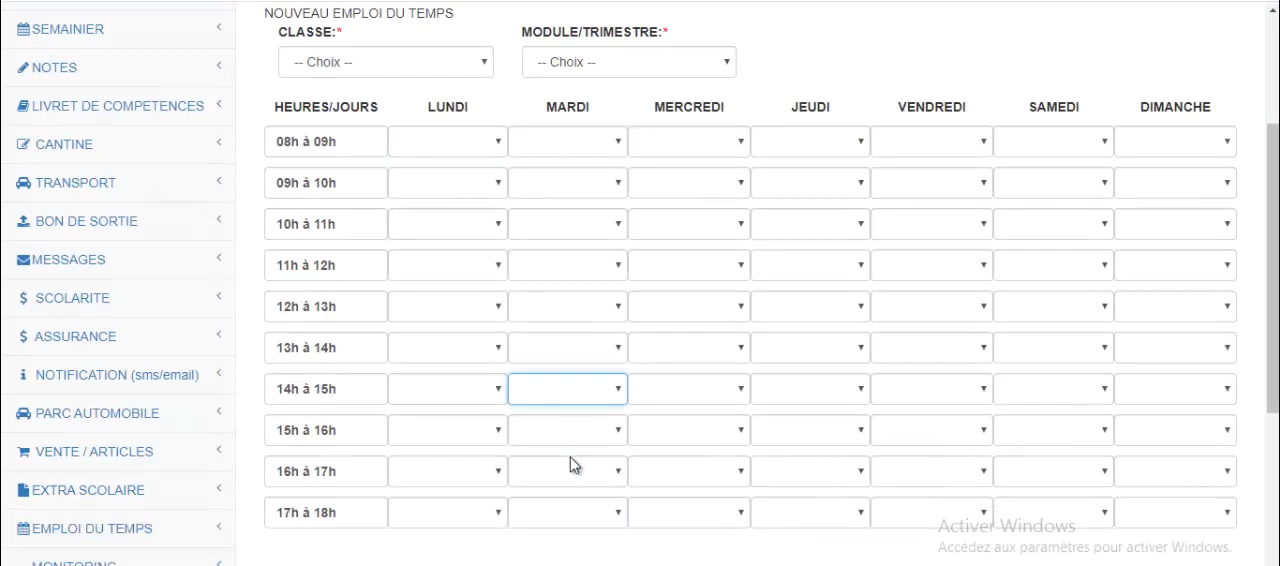 SEMAINIER
NOTES
LIVRET DE COMPETENCES
CANTINE
TRANSPORT
BON DE SORTIE
MESSAGES
$ SCOLARITE
$ ASSURANCE
NOTIFICATION (sms/email)
PARC AUTOMOBILE
VENTE / ARTICLES
EXTRA SCOLAIRE
EMPLOI DU TEMPS
MONITORING
NOUVEAU EMPLOI DU TEMPS
CLASSE:* MODULE/TRIMESTRE:*
-- Choix -- -- Choix --
HEURES/JOURS LUNDI MARDI MERCREDI JEUDI VENDREDI SAMEDI DIMANCHE
08h à 09h
09h à 10h
10h à 11h
11h à 12h
12h à 13h
13h à 14h
14h à 15h
15h à 16h
16h à 17h
17h à 18h
Activer Windows
Accédez aux paramètres pour activer Windows.